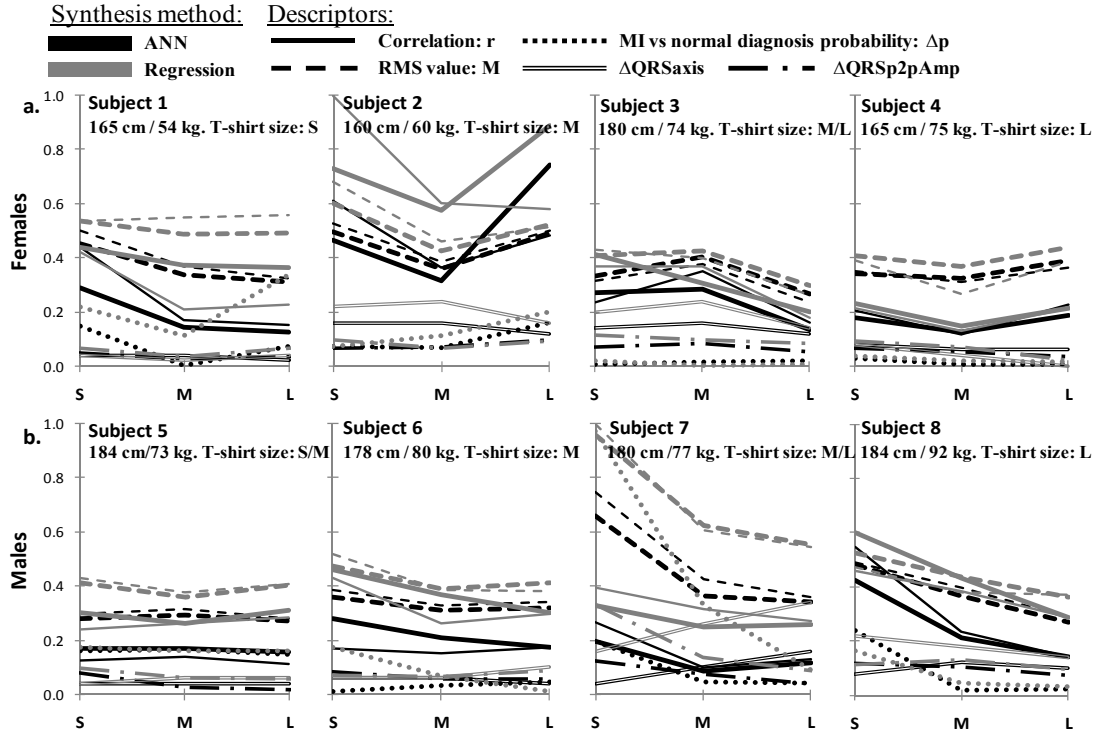 Synthesis method: Descriptors:
ANN Correlation: r MI vs normal diagnosis probability: Δp
Regression RMS value: M ΔQRSaxis ΔQRSp2pAmp
a.
Females
1.0
0.8
0.6
0.4
0.2
0.0
Subject 1
165 cm / 54 kg. T-shirt size: S
S M L
Subject 2
160 cm / 60 kg. T-shirt size: M
S M L
Subject 3
180 cm / 74 kg. T-shirt size: M/L
S M L
Subject 4
165 cm / 75 kg. T-shirt size: L
S M L
b.
Males
1.0
0.8
0.6
0.4
0.2
0.0
Subject 5
184 cm/73 kg. T-shirt size: S/M
S M L
Subject 6
178 cm / 80 kg. T-shirt size: M
S M L
Subject 7
180 cm /77 kg. T-shirt size: M/L
S M L
Subject 8
184 cm / 92 kg. T-shirt size: L
S M L